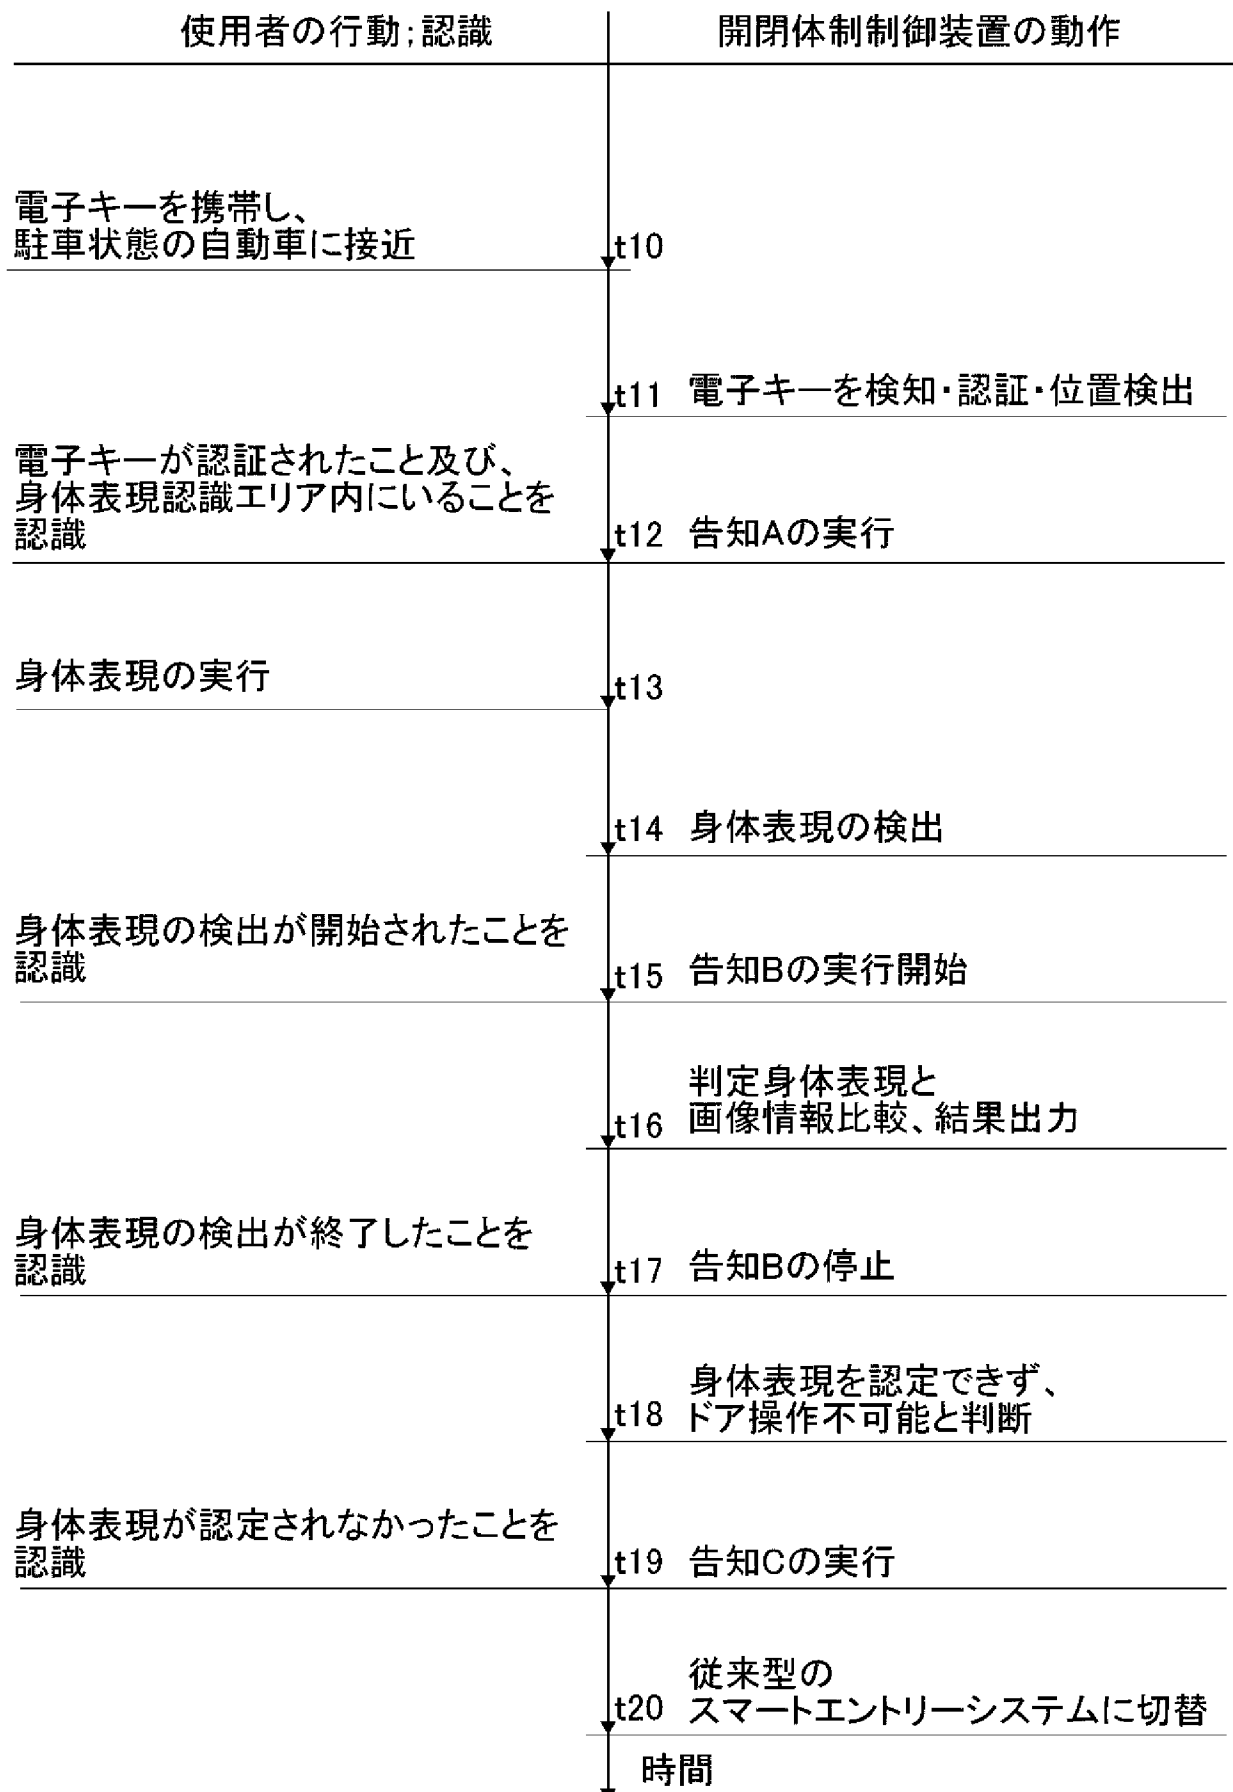 使用者の行動;認識
開閉体制制御装置の動作
電子キーを携帯し、
駐車状態の自動車に接近
t10
t11 電子キーを検知・認証・位置検出
電子キーが認証されたこと及び、
身体表現認識エリア内にいることを
認識
t12 告知Aの実行
身体表現の実行
t13
t14 身体表現の検出
身体表現の検出が開始されたことを
認識
t15 告知Bの実行開始
判定身体表現と
t16 画像情報比較、結果出力
身体表現の検出が終了したことを
認識
t17 告知Bの停止
身体表現を認定できず、
t18 ドア操作不可能と判断
身体表現が認定されなかったことを
認識
t19 告知Cの実行
従来型の
t20 スマートエントリーシステムに切替
時間